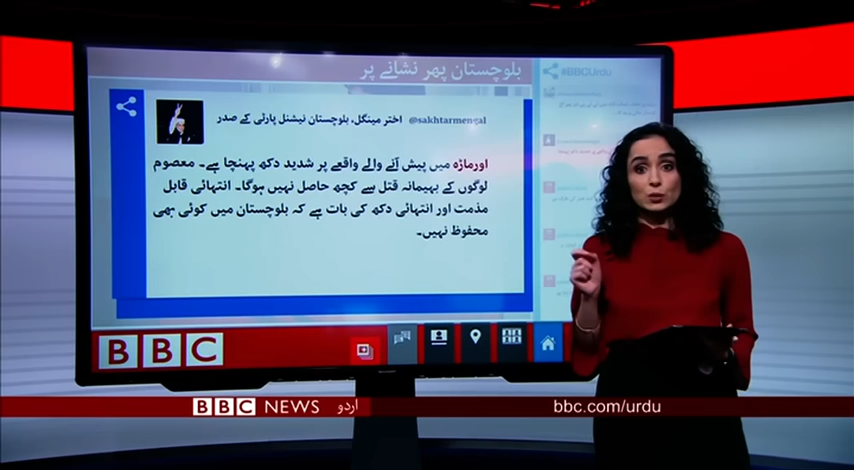 بلوچستان پھر نشانے پر
#BBCUrdu
@sakhtarmengal اختر مینگل، بلوچستان نیشنل پارٹی کے صدر
اورماڑہ میں پیش آنے والے واقعے پر شدید دکھ پہنچا ہے۔ معصوم
لوگوں کے بہیمانہ قتل سے کچھ حاصل نہیں ہوگا۔ انتہائی قابل
مذمت اور انتہائی دکھ کی بات ہے کہ بلوچستان میں کوئی بھی
محفوظ نہیں۔
BBC
BBC NEWS اردو
bbc.com/urdu